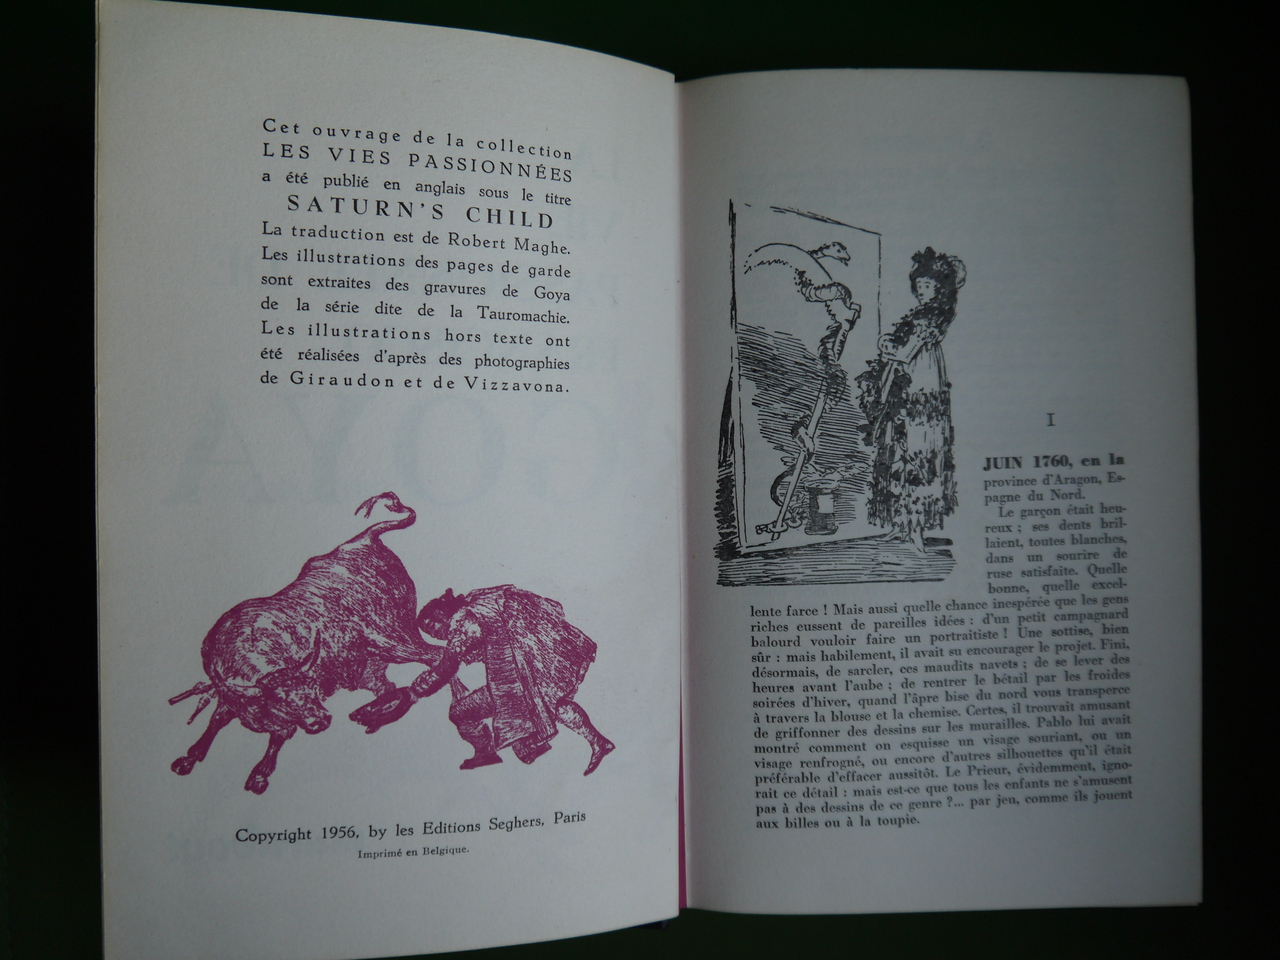 Cet ouvrage de la collection
LES VIES PASSIONNÉES
a été publié en anglais sous le titre
SATURN'S CHILD
La traduction est de Robert Maghe.
Les illustrations des pages de garde
sont extraites des gravures de Goya
de la série dite de la Tauromachie.
Les illustrations hors texte ont
été réalisées d'après des photographies
de Giraudon et de Vizzavona.
GOYA
Copyright 1956, by les Editions Seghers, Paris
Imprimé en Belgique.
I
JUIN 1760, en la
province d'Aragon, Es-
pagne du Nord.
Le garçon était heu-
reux ; ses dents bril-
laient, toutes blanches,
dans un sourire de
ruse satisfaite. Quelle
bonne, quelle excel-
lente farce ! Mais aussi quelle chance inespérée que les gens
riches eussent de pareilles idées : d'un petit campagnard
balourd vouloir faire un portraitiste ! Une sottise, bien
sûr : mais habilement, il avait su encourager le projet. Fini,
désormais, de sarcler, ces maudits navets ; de se lever des
heures avant l'aube ; de rentrer le bétail par les froides
soirées d'hiver, quand l'âpre bise du nord vous transperce
à travers la blouse et la chemise. Certes, il trouvait amusant
de griffonner des dessins sur les murailles. Pablo lui avait
montré comment on esquisse un visage souriant, ou un
visage renfrogné, ou encore d'autres silhouettes qu'il était
préférable d'effacer aussitôt. Le Prieur, évidemment, igno-
rait ce détail : mais est-ce que tous les enfants ne s'amusent
pas à des dessins de ce genre ?... par jeu, comme ils jouent
aux billes ou à la toupie.